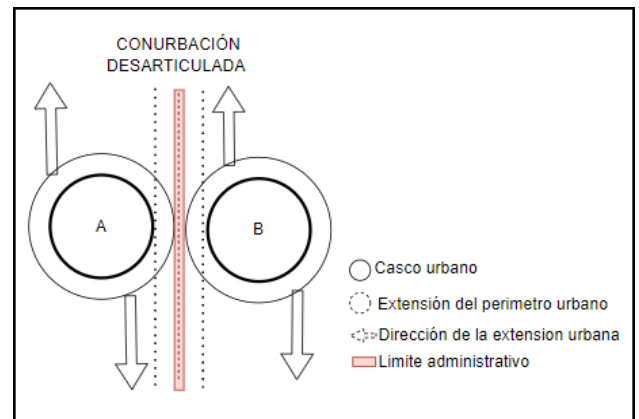 CONURBACIÓN
DESARTICULADA
A
B
Casco urbano
Extensión del perimetro urbano
Dirección de la extension urbana
Limite administrativo